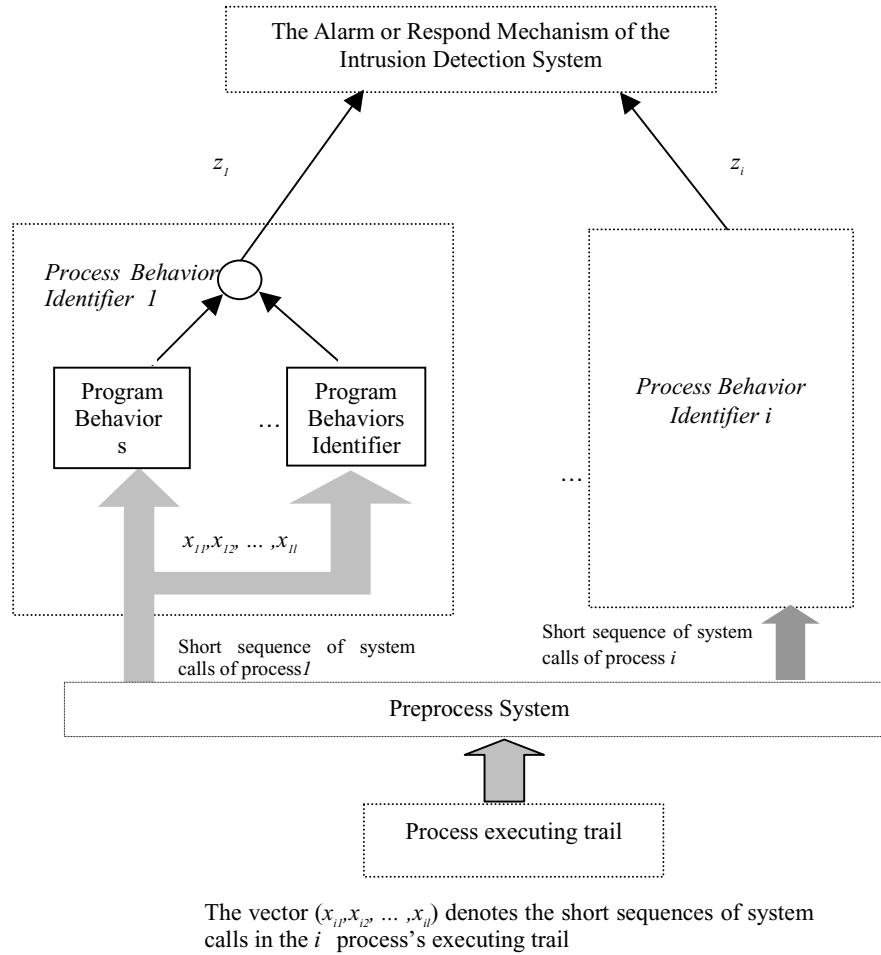 The Alarm or Respond Mechanism of the
Intrusion Detection System
z1
zi
Process Behavior
Identifier 1
Program
Behavior
s
...
Program
Behaviors
Identifier
Process Behavior
Identifier i
...
x11,x12, ... ,x1l
Short sequence of system
calls of process1
Short sequence of system
calls of process i
Preprocess System
Process executing trail
The vector (xi1,xi2, ... ,xil) denotes the short sequences of system
calls in the i process's executing trail